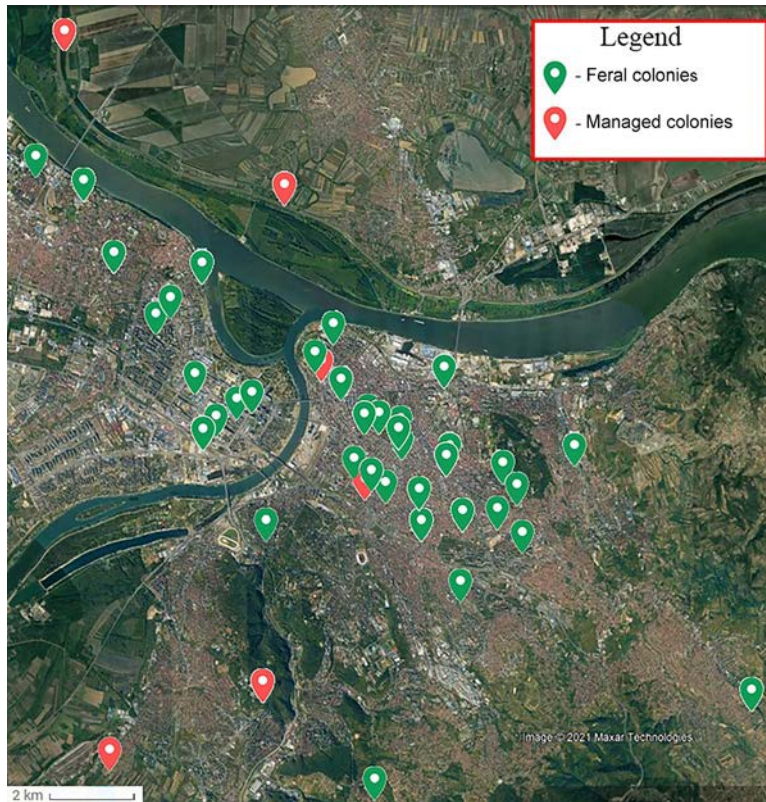 Legend
- Feral colonies
- Managed colonies
Image © 2021 Maxar Technologies
2 km